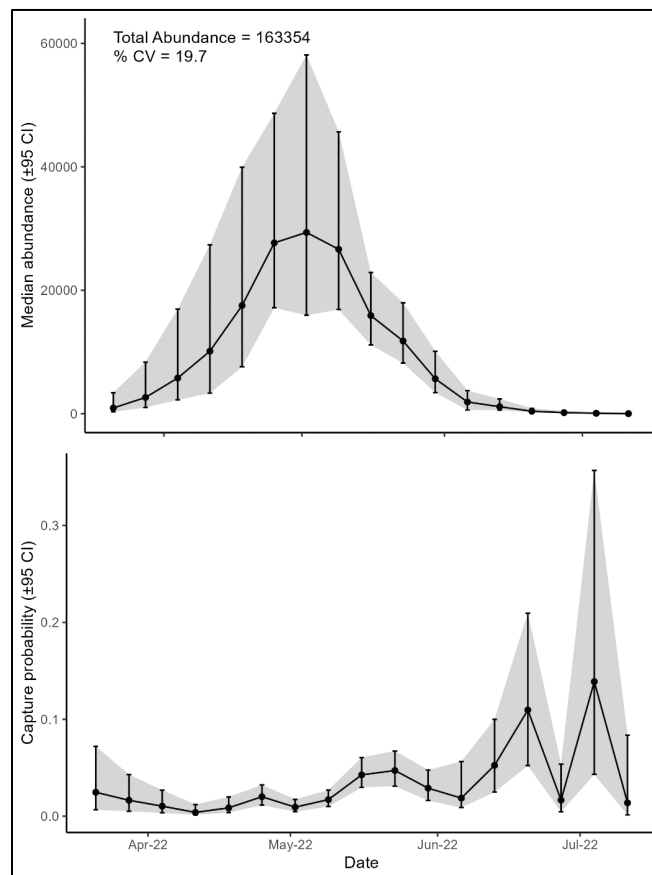 Total Abundance = 163354
% CV = 19.7
Median abundance (±95 CI)
60000
40000
20000
0
Capture probability (±95 CI)
0.3
0.2
0.1
0.0
Apr-22 May-22 Jun-22 Jul-22
Date